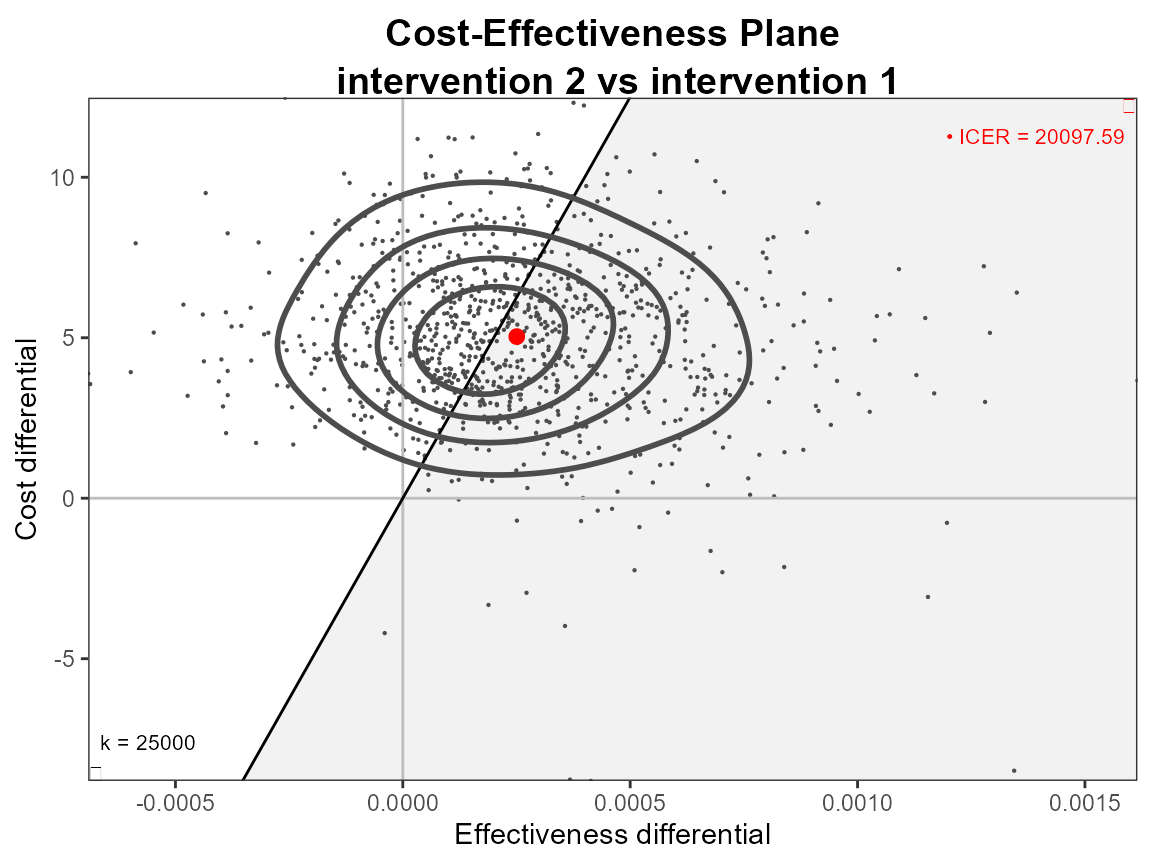 Cost-Effectiveness Plane
intervention 2 vs intervention 1
• ICER = 20097.59
10
5
0
-5
Cost differential
k = 25000
-0.0005
0.0000
0.0005
0.0010
0.0015
Effectiveness differential